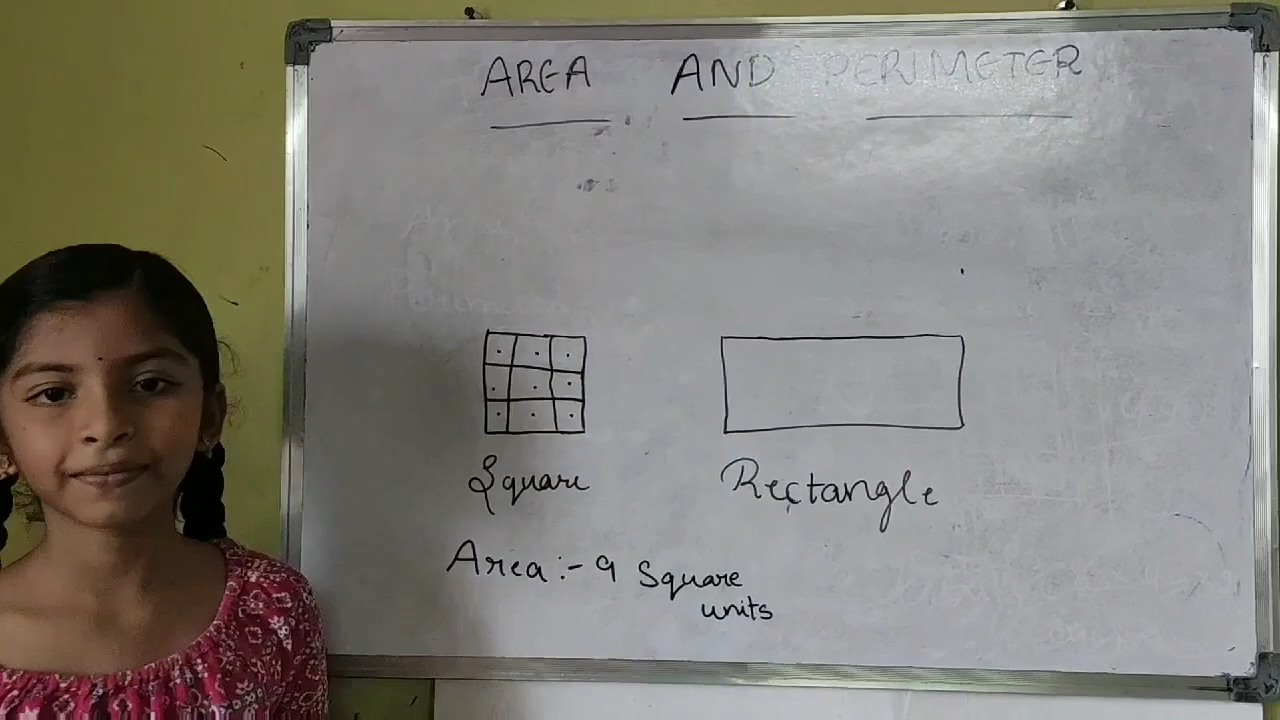 AREA AND PERIMETER
Square Rectangle
Area :- 9 Square
units